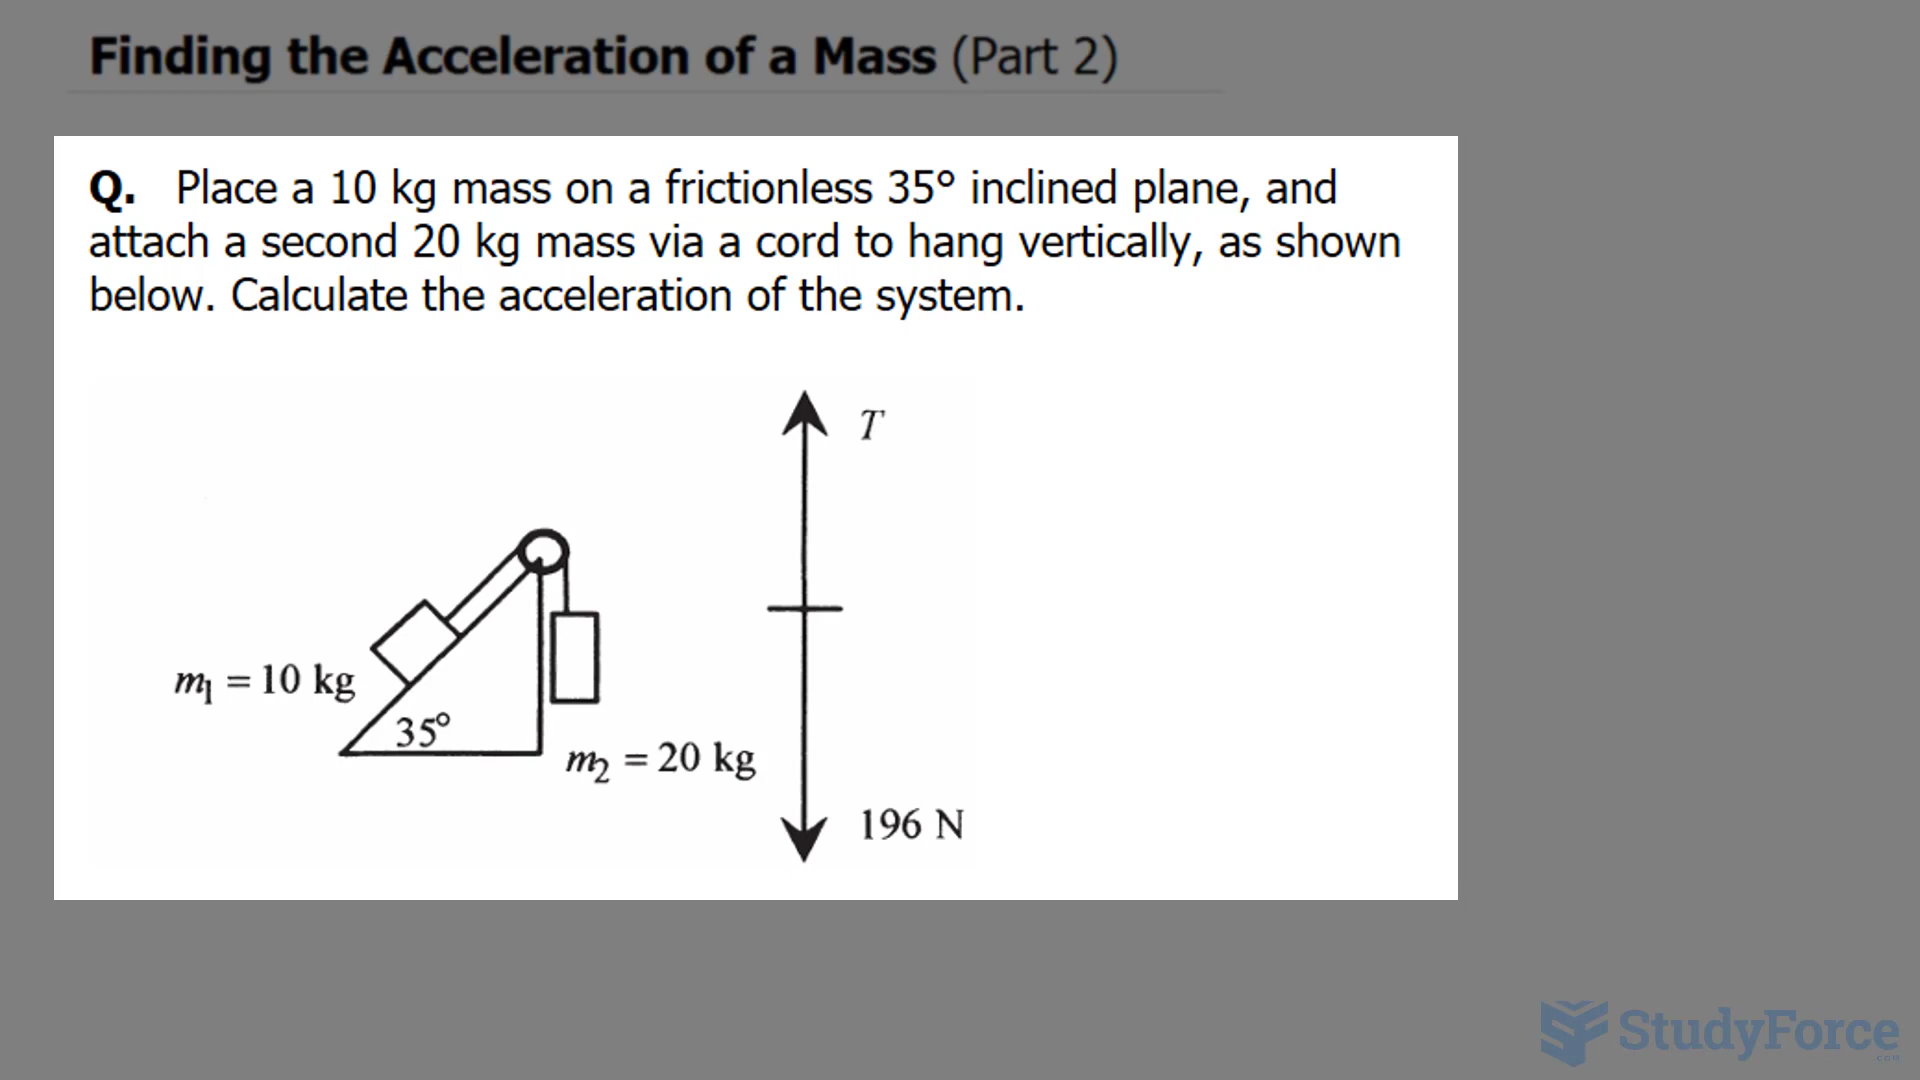 Finding the Acceleration of a Mass (Part 2)
Q. Place a 10 kg mass on a frictionless 35° inclined plane, and
attach a second 20 kg mass via a cord to hang vertically, as shown
below. Calculate the acceleration of the system.
T
m₁ = 10 kg
35°
m₂ = 20 kg
196 N
StudyForce
.COM